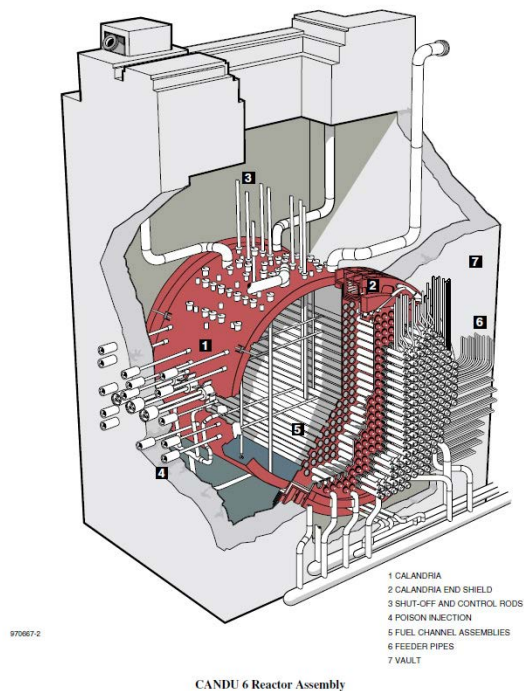 3
2
7
1
6
5
4
1 CALANDRIA
2 CALANDRIA END SHIELD
3 SHUT-OFF AND CONTROL RODS
4 POISON INJECTION
5 FUEL CHANNEL ASSEMBLIES
6 FEEDER PIPES
7 VAULT
970667-2
CANDU 6 Reactor Assembly